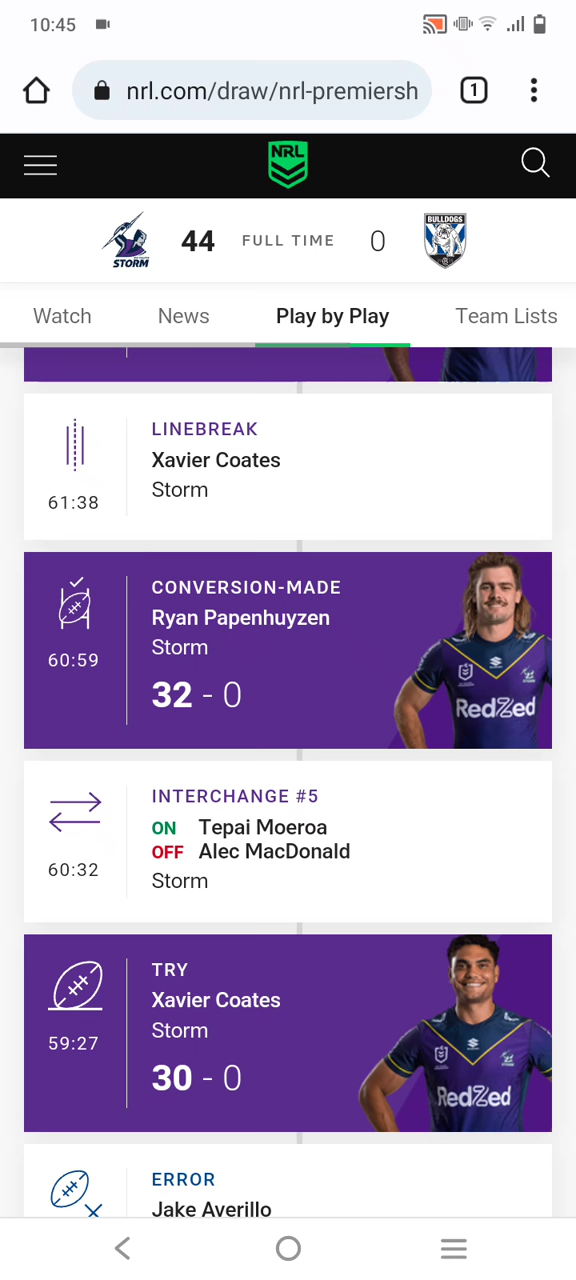 10:45
nrl.com/draw/nrl-premiersh
1
NRL
STORM
44 FULL TIME 0
BULLDOGS
Watch News Play by Play Team Lists
LINEBREAK
Xavier Coates
61:38
Storm
CONVERSION-MADE
Ryan Papenhuyzen
60:59
Storm
32 - 0
RedZed
INTERCHANGE #5
ON Tepai Moeroa
OFF Alec MacDonald
60:32
Storm
TRY
Xavier Coates
Storm
59:27
30 - 0
RedZed
ERROR
Jake Averillo